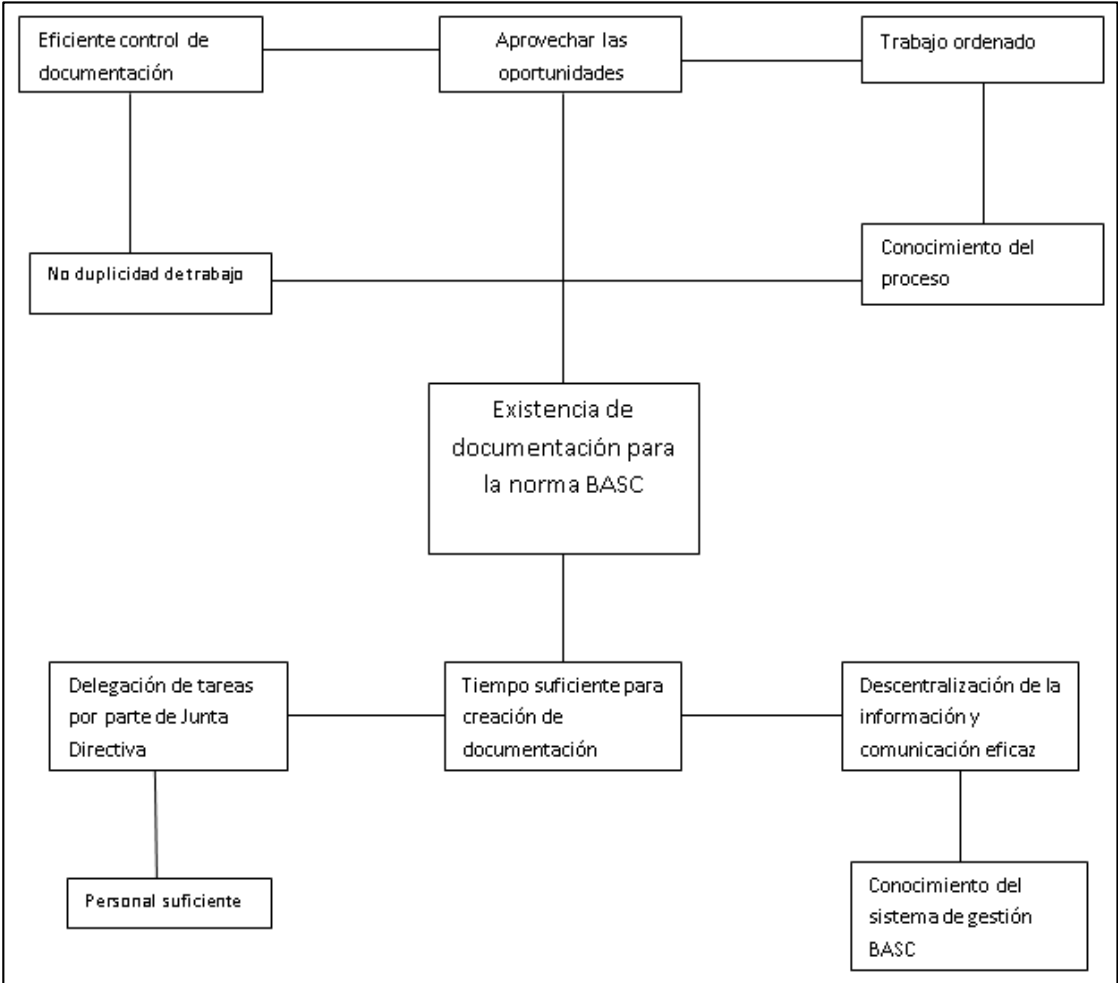 Eficiente control de
documentación
Aprovechar las
oportunidades
Trabajo ordenado
No duplicidad de trabajo
Conocimiento del
proceso
Existencia de
documentación para
la norma BASC
Delegación de tareas
por parte de Junta
Directiva
Tiempo suficiente para
creación de
documentación
Descentralización de la
información y
comunicación eficaz
Personal suficiente
Conocimiento del
sistema de gestión
BASC